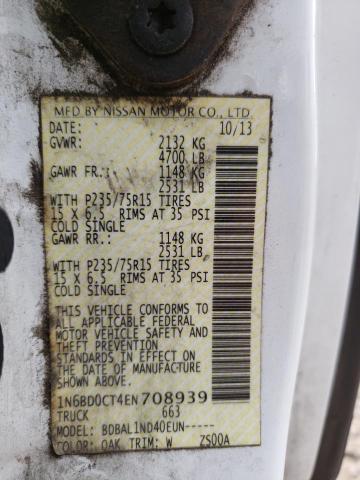 MFD BY NISSAN MOTOR CO., LTD.
DATE: 10/13
GVWR: 2132 KG
4700 LB
GAWR FR.: 1148 KG
2531 LB
WITH P235/75R15 TIRES
15 X 6.5 RIMS AT 35 PSI
COLD SINGLE
GAWR RR.: 1148 KG
2531 LB
WITH P235/75R15 TIRES
15 X 6.5 RIMS AT 35 PSI
COLD SINGLE
THIS VEHICLE CONFORMS TO
ALL APPLICABLE FEDERAL
MOTOR VEHICLE SAFETY AND
THEFT PREVENTION
STANDARDS IN EFFECT ON
THE DATE OF MANUFACTURE
SHOWN ABOVE.
1N6BD0CT4EN708939
TRUCK 663
MODEL: BDBAL1ND40EUN-----
COLOR: QAK TRIM: W ZS00A